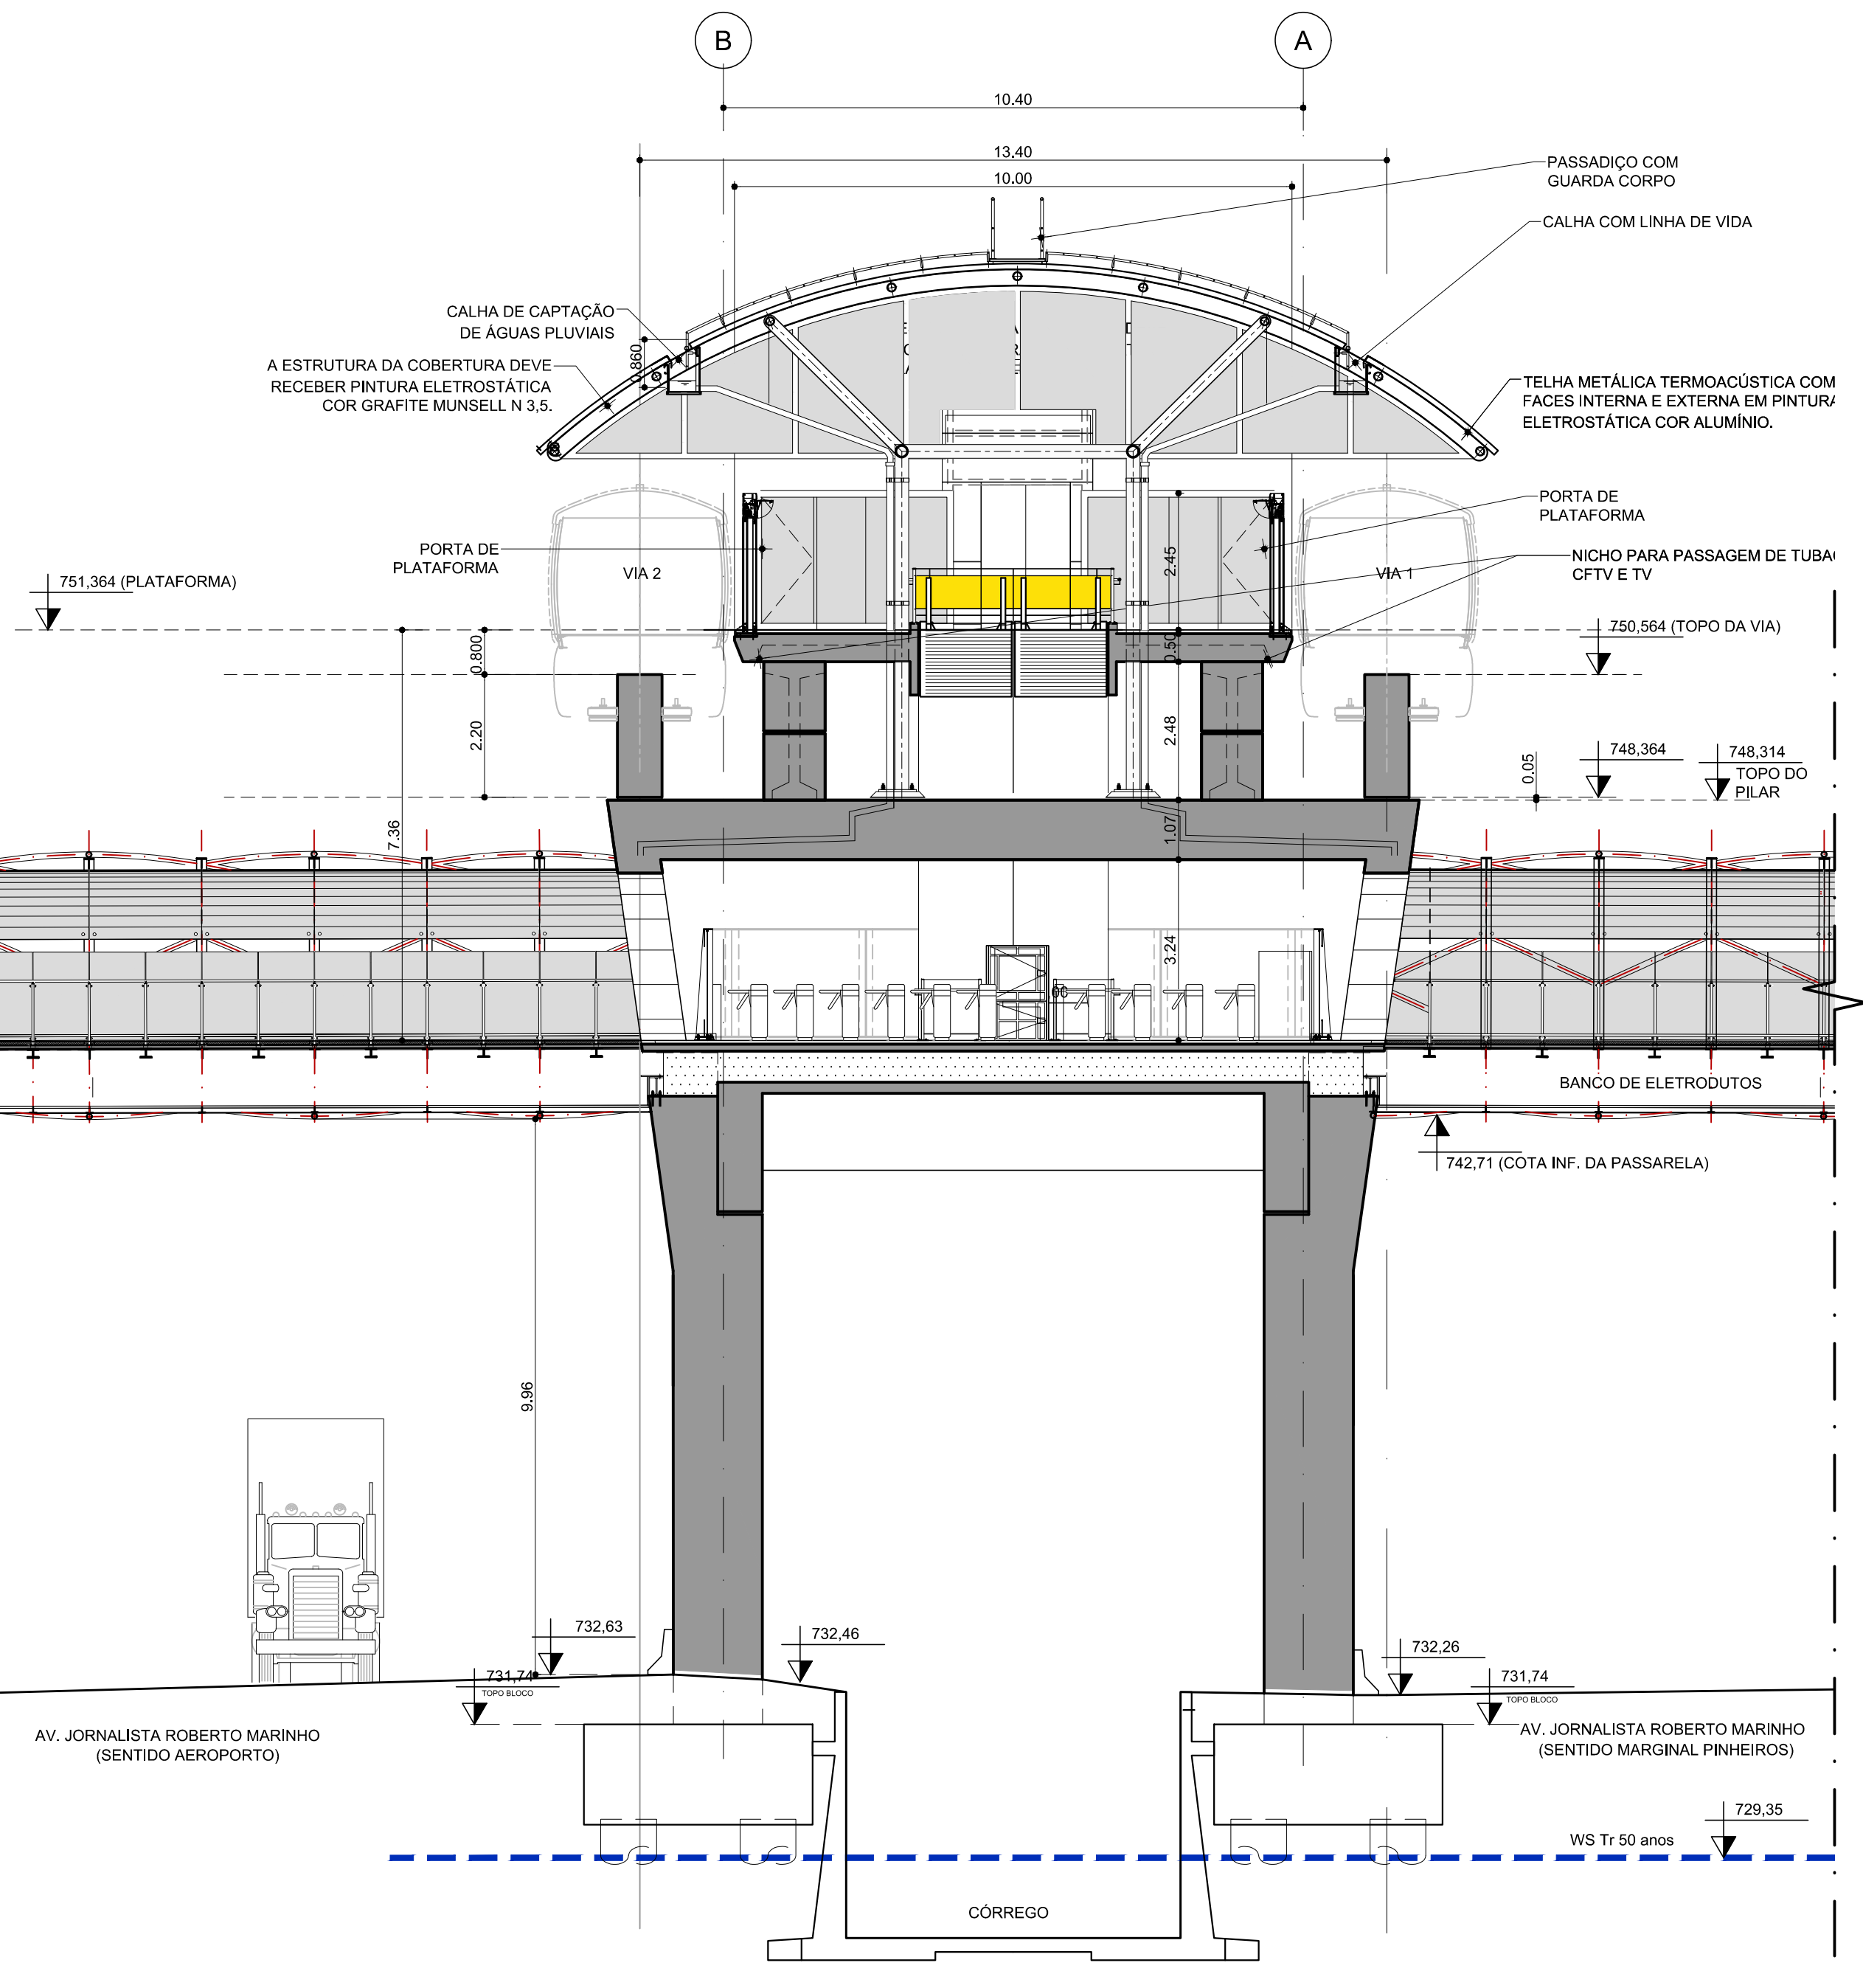 B
A
10.40
13.40
10.00
PASSADIÇO COM
GUARDA CORPO
CALHA COM LINHA DE VIDA
CALHA DE CAPTAÇÃO
DE ÁGUAS PLUVIAIS
0.860
A ESTRUTURA DA COBERTURA DEVE
RECEBER PINTURA ELETROSTÁTICA
COR GRAFITE MUNSELL N 3,5.
TELHA METÁLICA TERMOACÚSTICA COM
FACES INTERNA E EXTERNA EM PINTURA
ELETROSTÁTICA COR ALUMÍNIO.
PORTA DE
PLATAFORMA
PORTA DE
PLATAFORMA
2.45
NICHO PARA PASSAGEM DE
CFTV E TV
VIA 2
VIA 1
751,364 (PLATAFORMA)
750,564 (TOPO DA VIA)
0.800
0.50
2.20
2.48
748,364
748,314
TOPO DO
PILAR
0.05
7.36
1.07
3.24
BANCO DE ELETRODUTOS
742,71 (COTA INF. DA PASSARELA)
9.96
732,63
732,46
732,26
731,74
TOPO BLOCO
731,74
TOPO BLOCO
AV. JORNALISTA ROBERTO MARINHO
(SENTIDO AEROPORTO)
AV. JORNALISTA ROBERTO MARINHO
(SENTIDO MARGINAL PINHEIROS)
729,35
WS Tr 50 anos
CÓRREGO